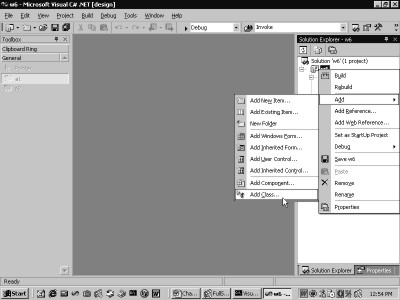 w6 - Microsoft Visual C# .NET [design]
File Edit View Project Build Debug Tools Window Help
Debug
Invoke
Toolbox
Clipboard Ring
General
Pointer
Solution Explorer - w6
Solution 'w6' (1 project)
w6
Build
Rebuild
Add
Add Reference...
Add Web Reference...
Set as StartUp Project
Debug
Save w6
Paste
Remove
Rename
Properties
Add New Item...
Add Existing Item...
New Folder
Add Windows Form...
Add Inherited Form...
Add User Control...
Add Inherited Control...
Add Component...
Add Class...
Solution Explorer
Properties
Ready
Start
Cha...
FullS...
Visua...
w6 -...
12:54 PM